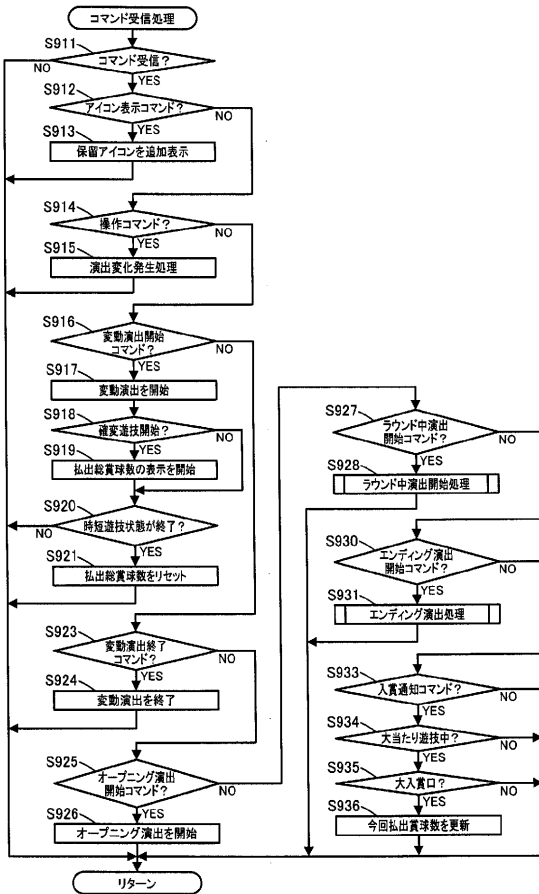 コマンド受信処理
S911
コマンド受信？
NO
YES
S912
アイコン表示コマンド？
NO
YES
S913
保留アイコンを追加表示
S914
操作コマンド？
NO
YES
S915
演出変化発生処理
S916
変動演出開始
コマンド？
NO
YES
S917
変動演出を開始
S918
確変遊技開始？
NO
YES
S919
払出総賞球数の表示を開始
S920
時短遊技状態が終了？
NO
YES
S921
払出総賞球数をリセット
S923
変動演出終了
コマンド？
NO
YES
S924
変動演出を終了
S925
オープニング演出
開始コマンド？
NO
YES
S926
オープニング演出を開始
リターン
S927
ラウンド中演出
開始コマンド？
NO
YES
S928
ラウンド中演出開始処理
S930
エンディング演出
開始コマンド？
NO
YES
S931
エンディング演出処理
S933
入賞通知コマンド？
NO
YES
S934
大当たり遊技中？
NO
YES
S935
大入賞口？
NO
YES
S936
今回払出賞球数を更新